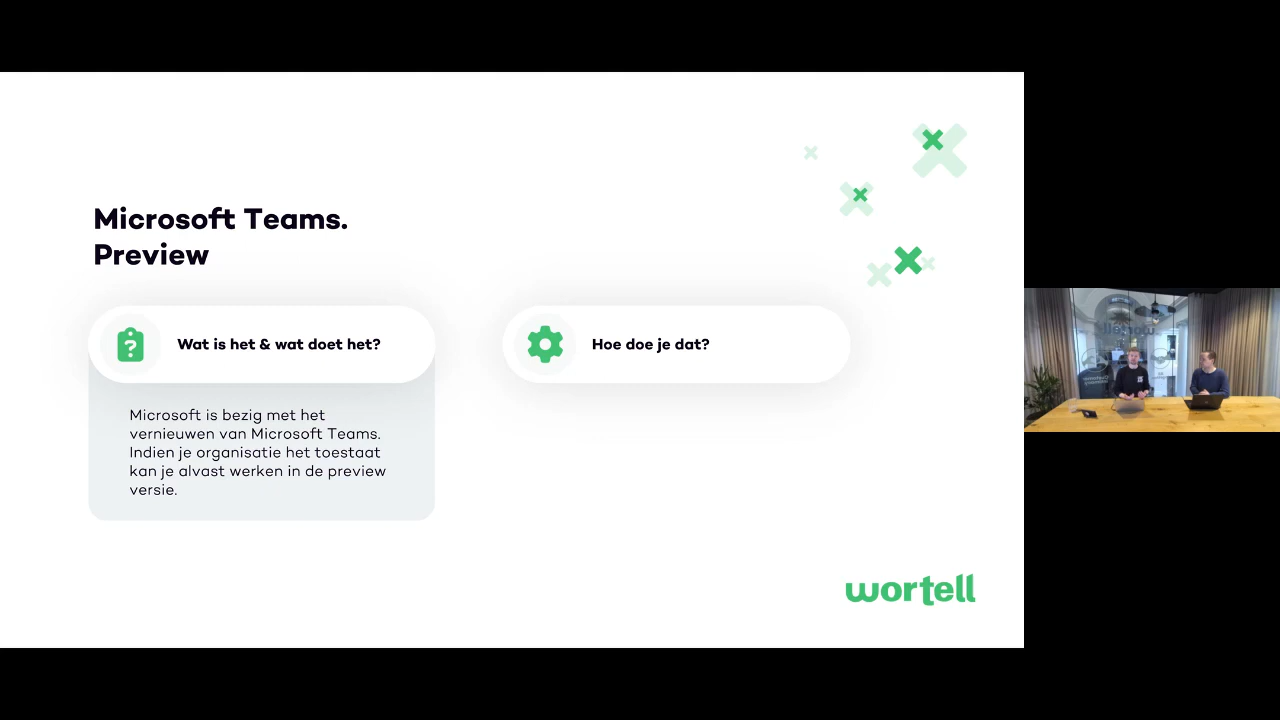 Microsoft Teams.
Preview
Wat is het & wat doet het?
Microsoft is bezig met het
vernieuwen van Microsoft Teams.
Indien je organisatie het toestaat
kan je alvast werken in de preview
versie.
Hoe doe je dat?
wortell